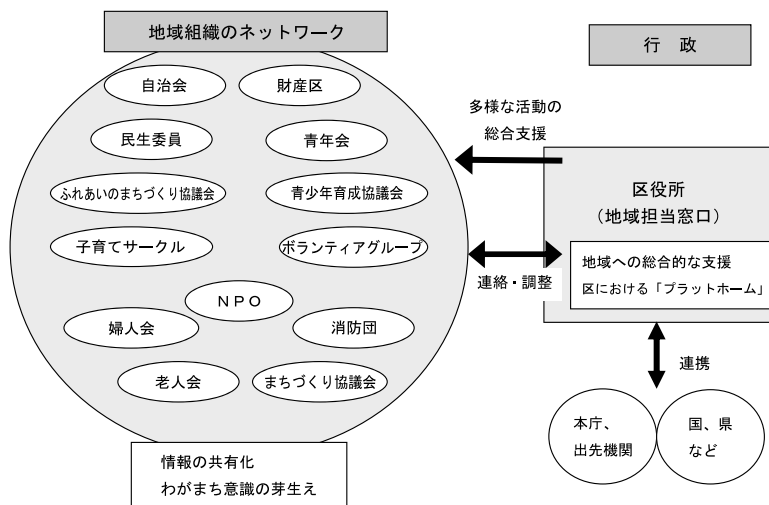 地域組織のネットワーク
自治会
財産区
民生委員
青年会
ふれあいのまちづくり協議会
青少年育成協議会
子育てサークル
ボランティアグループ
ＮＰＯ
婦人会
消防団
老人会
まちづくり協議会
情報の共有化
わがまち意識の芽生え
多様な活動の
総合支援
連絡・調整
行　政
区役所
（地域担当窓口）
地域への総合的な支援
区における「プラットホーム」
連携
本庁、
出先機関
国、県
など